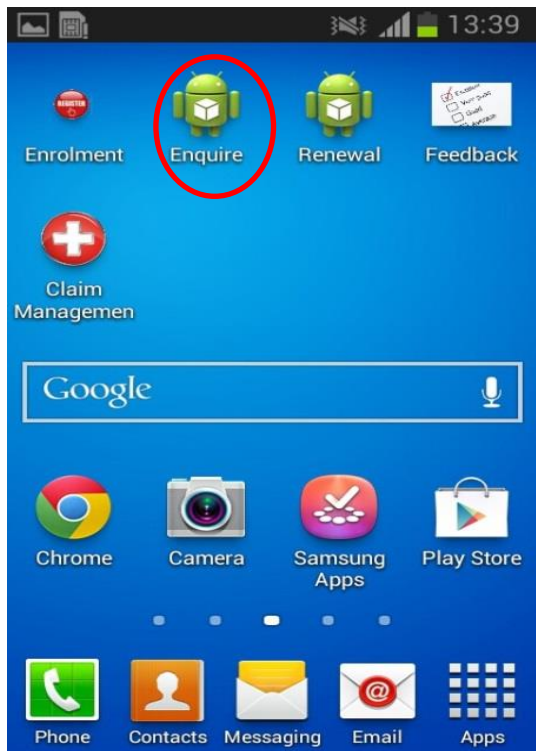 13:39
REGISTER
Enrolment Enquire Renewal Feedback
Claim
Managemen
Google
Chrome Camera Samsung Play Store
Apps
Phone Contacts Messaging Email Apps